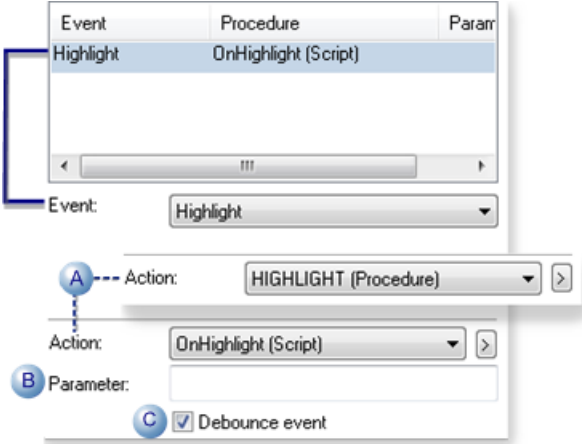 Event Procedure Param
Highlight OnHighlight (Script)
Event: Highlight
A Action: HIGHLIGHT (Procedure) >
Action: OnHighlight (Script) >
B Parameter:
C Debounce event